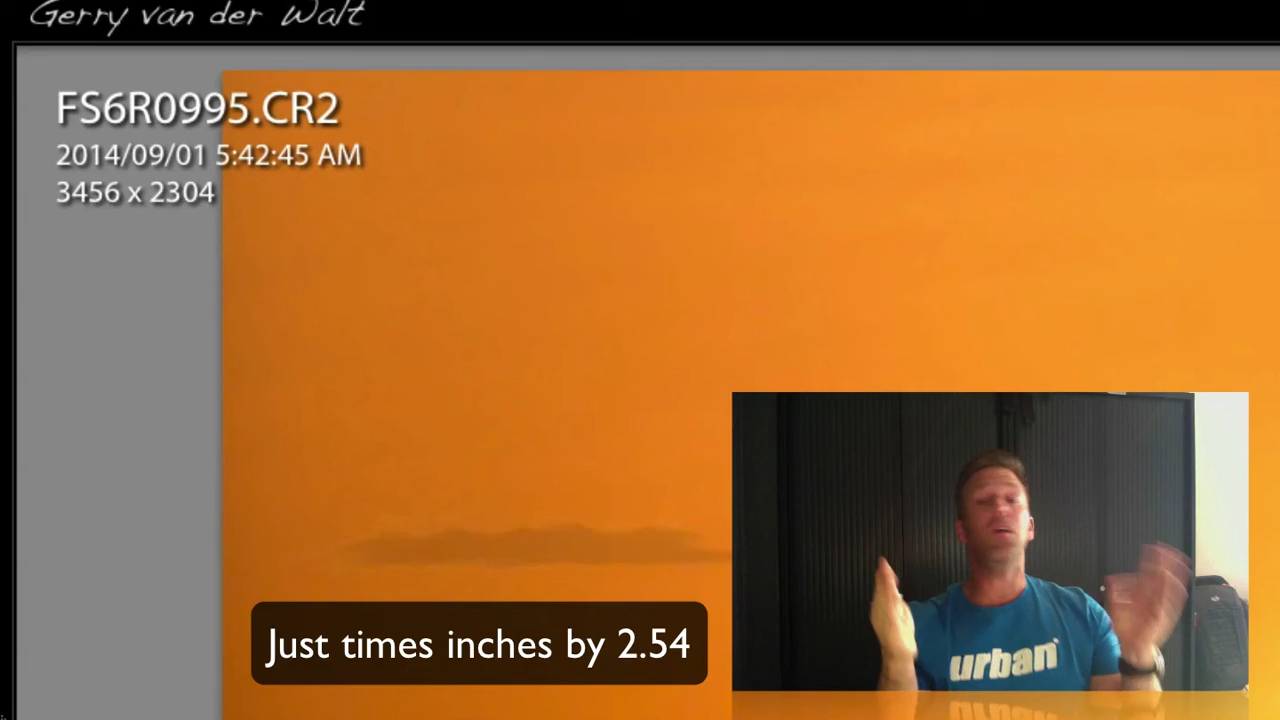 Gerry van der Walt
FS6R0995.CR2
2014/09/01 5:42:45 AM
3456 x 2304
Just times inches by 2.54
urban